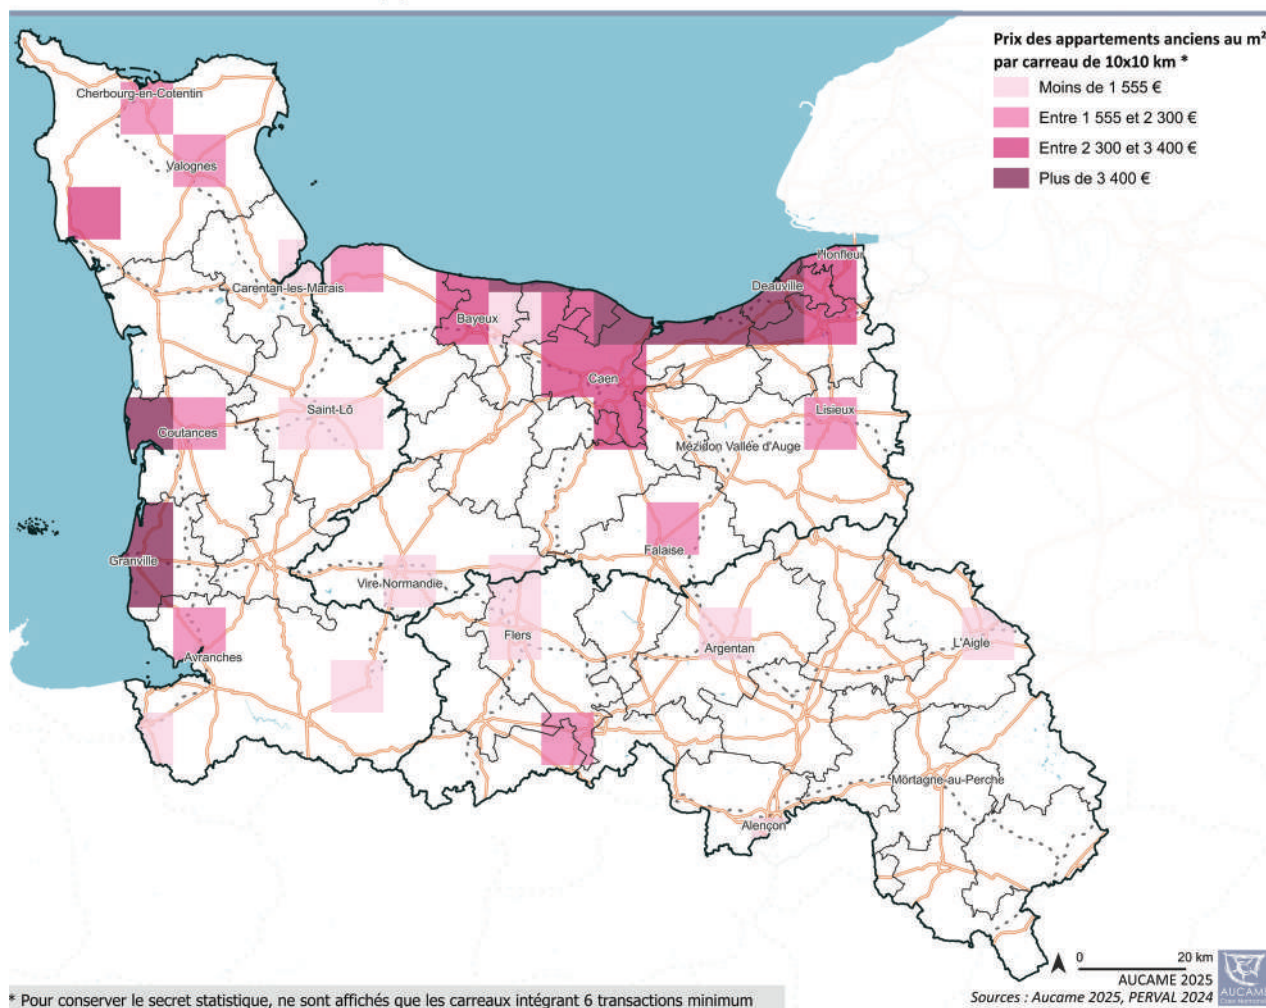 Prix des appartements anciens au m²
par carreau de 10x10 km *
Moins de 1 555 €
Entre 1 555 et 2 300 €
Entre 2 300 et 3 400 €
Plus de 3 400 €
Cherbourg-en-Cotentin
Valognes
Honfleur
Deauville
Carentan-les-Marais
Bayeux
Caen
Saint-Lô
Lisieux
Coutances
Mézidon Vallée d'Auge
Falaise
Granville
Vire Normandie
Flers
Argentan
L'Aigle
Avranches
Mortagne-au-Perche
Alençon
0 20 km
AUCAME 2025
Sources : Aucame 2025, PERVAL 2024
AUCAME
Caen Normandie
* Pour conserver le secret statistique, ne sont affichés que les carreaux intégrant 6 transactions minimum